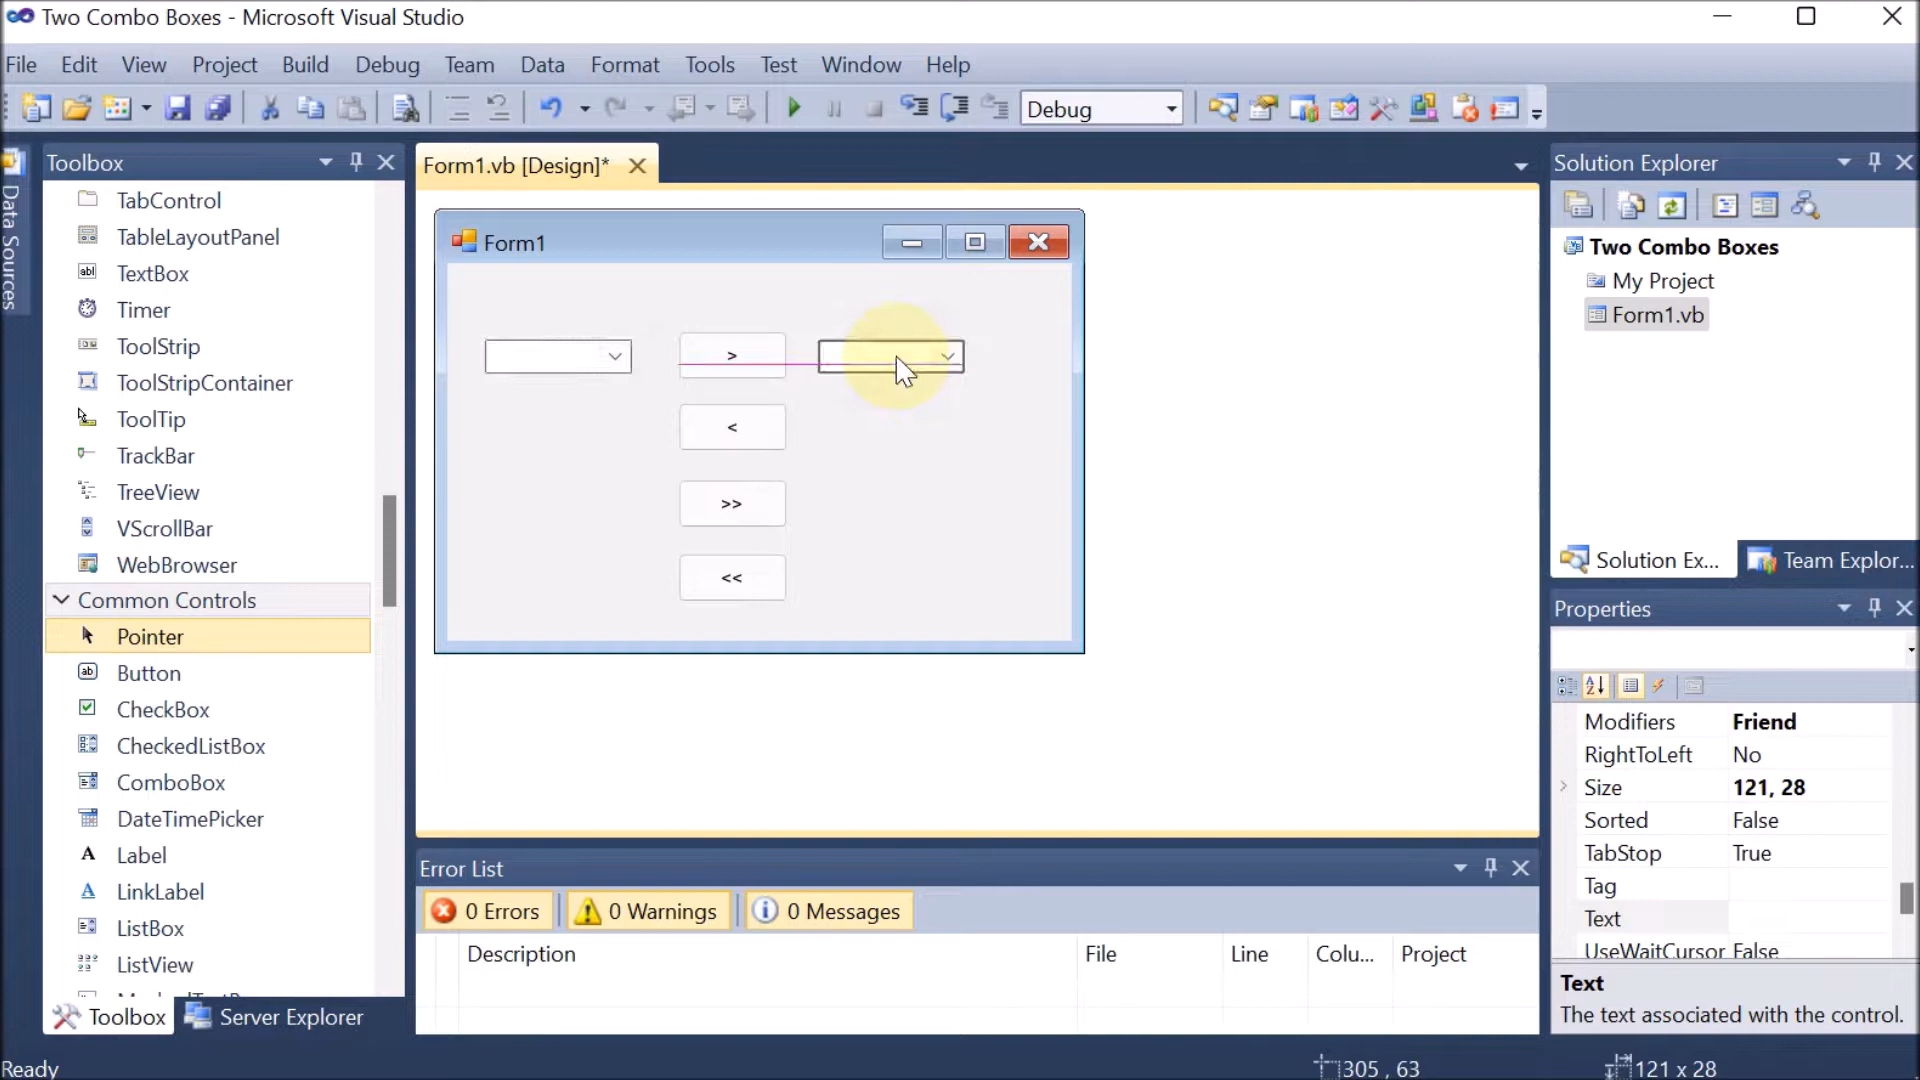 Two Combo Boxes - Microsoft Visual Studio
File Edit View Project Build Debug Team Data Format Tools Test Window Help
Debug
Data Sources
Toolbox
TabControl
TableLayoutPanel
TextBox
Timer
ToolStrip
ToolStripContainer
ToolTip
TrackBar
TreeView
VScrollBar
WebBrowser
Common Controls
Pointer
Button
CheckBox
CheckedListBox
ComboBox
DateTimePicker
Label
LinkLabel
ListBox
ListView
Toolbox Server Explorer
Form1.vb [Design]*
Form1
>
<
>>
<<
Error List
0 Errors 0 Warnings 0 Messages
Description File Line Colu... Project
Solution Explorer
Two Combo Boxes
My Project
Form1.vb
Solution Ex... Team Explor...
Properties
Modifiers Friend
RightToLeft No
Size 121, 28
Sorted False
TabStop True
Tag
Text
UseWaitCursor False
Text
The text associated with the control.
Ready 305 , 63 121 x 28